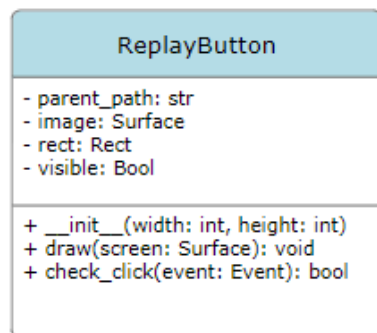 ReplayButton
- parent_path: str
- image: Surface
- rect: Rect
- visible: Bool
+ __init__(width: int, height: int)
+ draw(screen: Surface): void
+ check_click(event: Event): bool